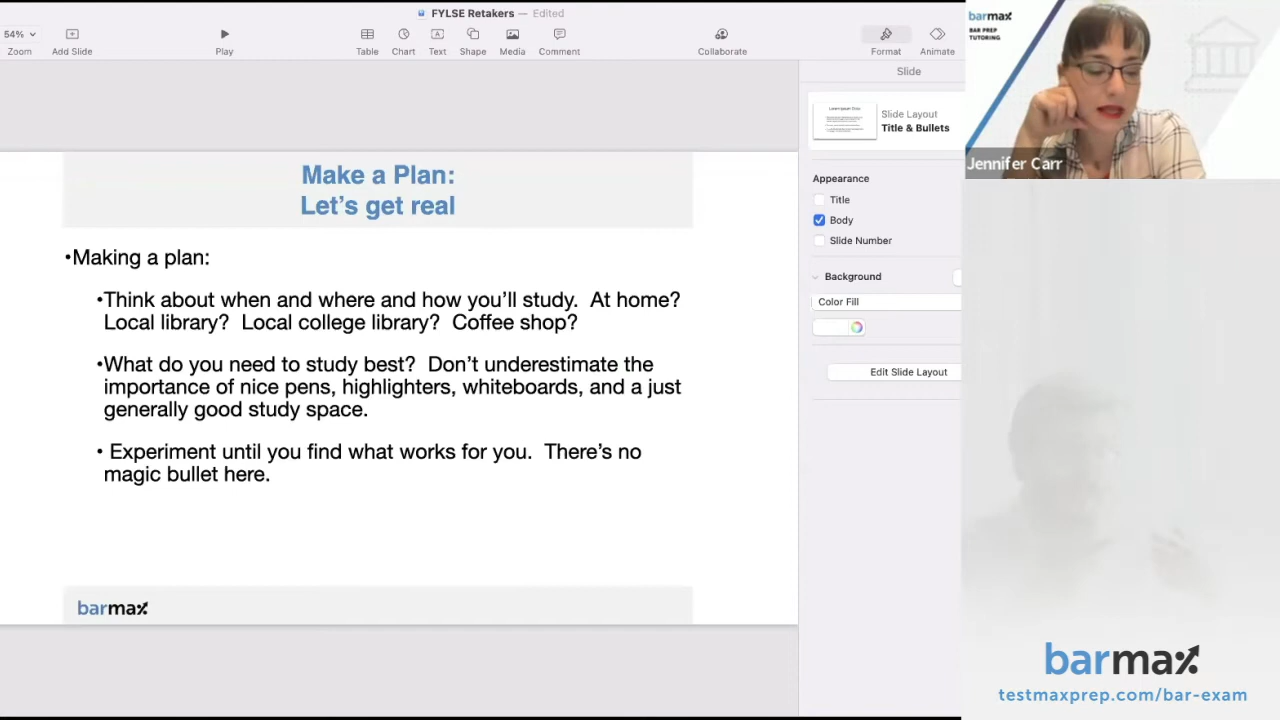 FYLSE Retakers — Edited
54%
Zoom
Add Slide
Play
Table
Chart
Text
Shape
Media
Comment
Collaborate
Format
Animate
Make a Plan:
Let's get real
•Making a plan:
•Think about when and where and how you'll study. At home?
Local library? Local college library? Coffee shop?
•What do you need to study best? Don't underestimate the
importance of nice pens, highlighters, whiteboards, and a just
generally good study space.
• Experiment until you find what works for you. There's no
magic bullet here.
barmax
Slide
Slide Layout
Title & Bullets
Appearance
Title
Body
Slide Number
Background
Color Fill
Edit Slide Layout
barmax
BAR PREP
TUTORING
Jennifer Carr
barmax
testmaxprep.com/bar-exam